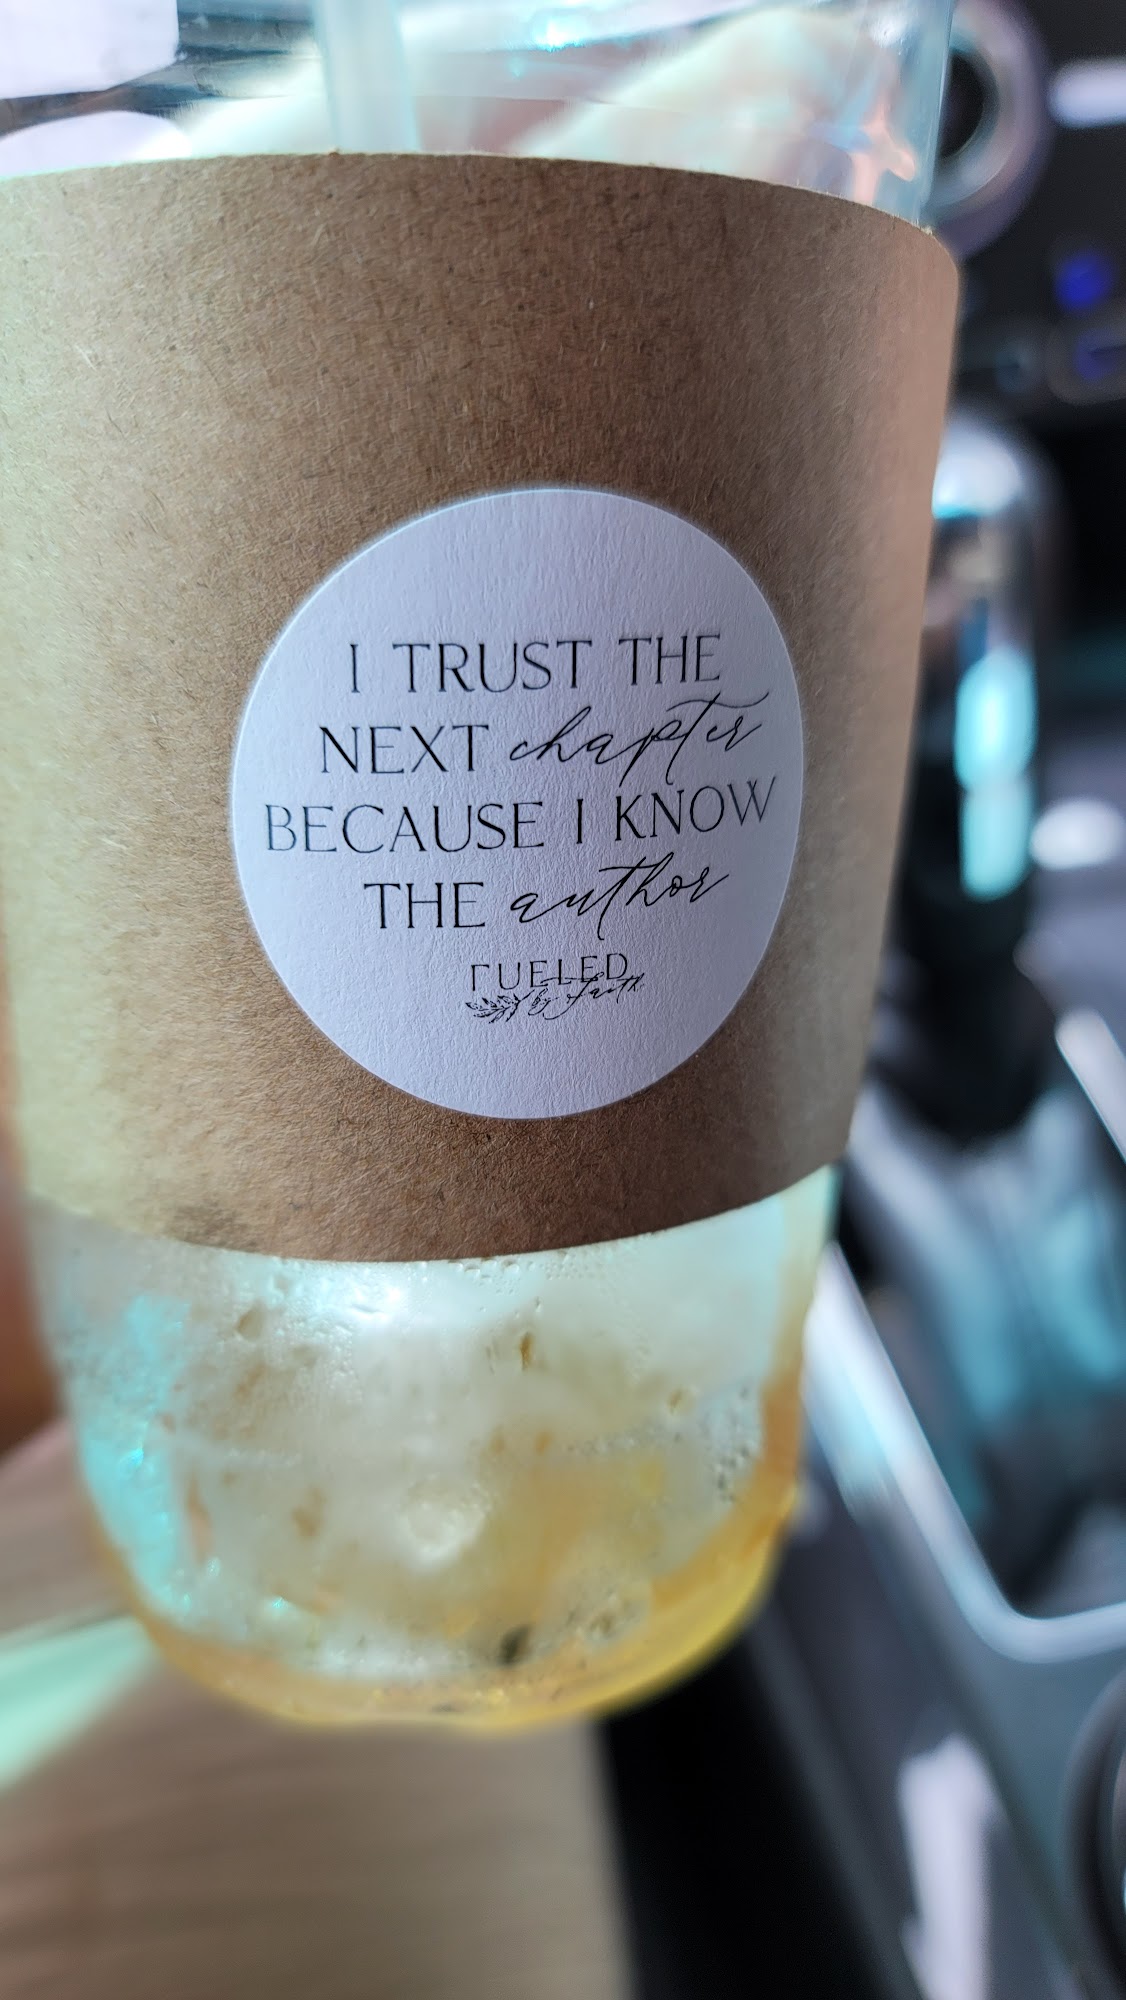 I TRUST THE
NEXT chapter
BECAUSE I KNOW
THE author
FUELED
by Faith